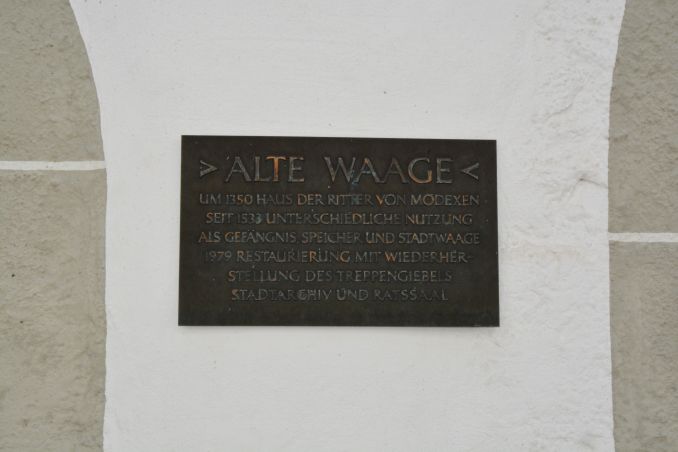 > ALTE WAAGE <
UM 1350 HAUS DER RITTER VON MODEXEN
SEIT 1533 UNTERSCHIEDLICHE NUTZUNG
ALS GEFÄNGNIS, SPEICHER UND STADTWAAGE
1979 RESTAURIERUNG MIT WIEDERHER-
STELLUNG DES TREPPENGIEBELS
STADTARCHIV UND RATSSAAL